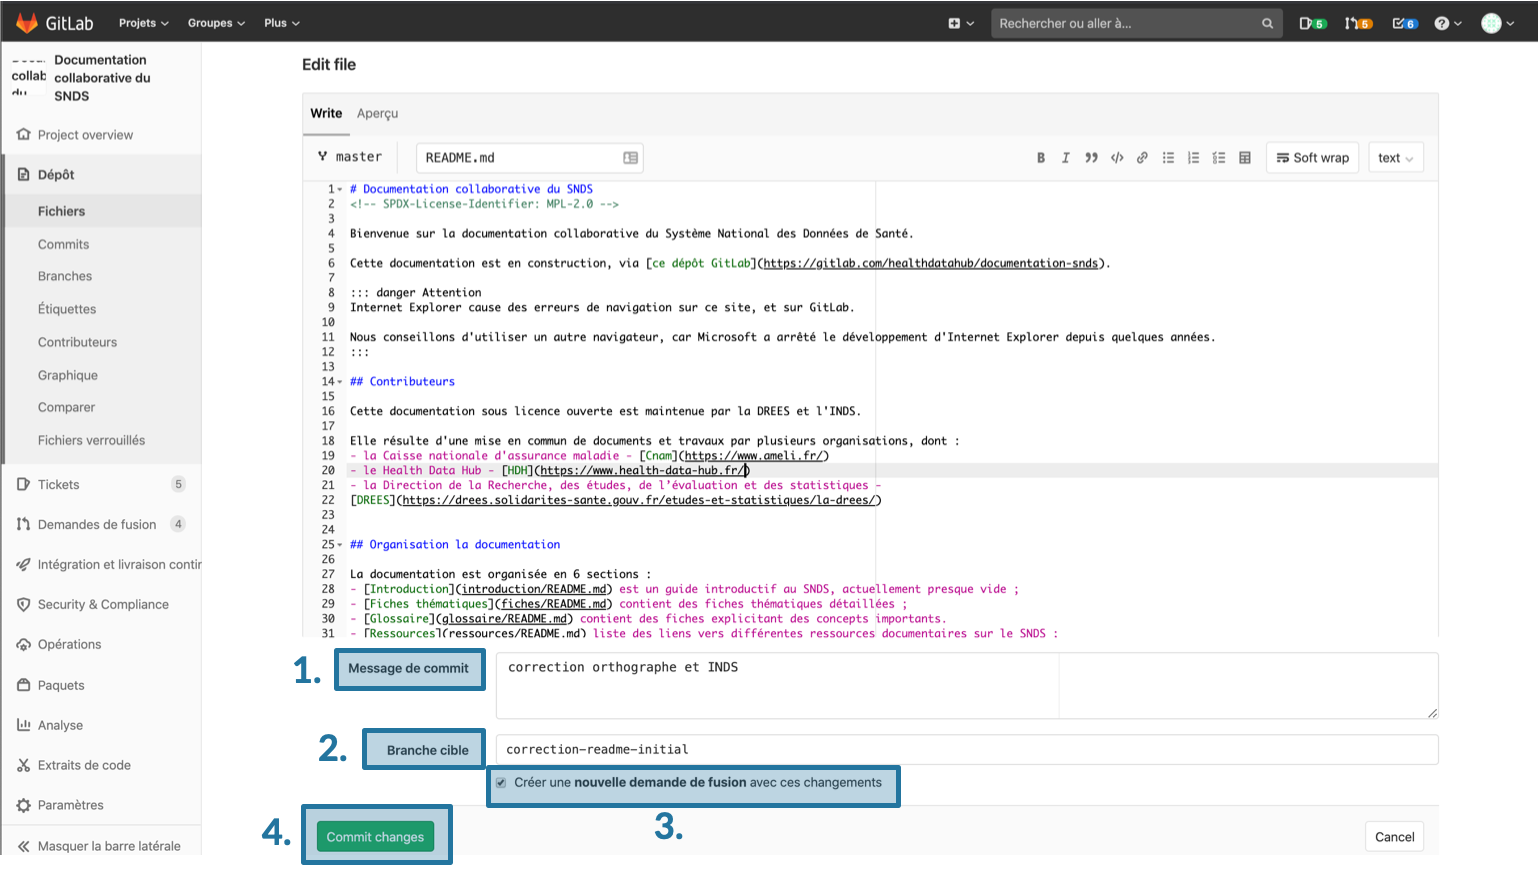 GitLab
Projets
Groupes
Plus
Rechercher ou aller à...
5
5
6
collab
du
Documentation
collaborative du
SNDS
Project overview
Dépôt
Fichiers
Commits
Branches
Étiquettes
Contributeurs
Graphique
Comparer
Fichiers verrouillés
Tickets 5
Demandes de fusion 4
Intégration et livraison contin
Security & Compliance
Opérations
Paquets
Analyse
Extraits de code
Paramètres
Masquer la barre latérale
Edit file
Write Aperçu
master README.md B I Soft wrap text
1 # Documentation collaborative du SNDS
2 <!-- SPDX-License-Identifier: MPL-2.0 -->
3
4 Bienvenue sur la documentation collaborative du Système National des Données de Santé.
5
6 Cette documentation est en construction, via [ce dépôt GitLab](https://gitlab.com/healthdatahub/documentation-snds).
7
8 ::: danger Attention
9 Internet Explorer cause des erreurs de navigation sur ce site, et sur GitLab.
10
11 Nous conseillons d'utiliser un autre navigateur, car Microsoft a arrêté le développement d'Internet Explorer depuis quelques années.
12 :::
13
14 ## Contributeurs
15
16 Cette documentation sous licence ouverte est maintenue par la DREES et l'INDS.
17
18 Elle résulte d'une mise en commun de documents et travaux par plusieurs organisations, dont :
19 - la Caisse nationale d'assurance maladie - [Cnam](https://www.ameli.fr/)
20 - le Health Data Hub - [HDH](https://www.health-data-hub.fr/)
21 - la Direction de la Recherche, des études, de l’évaluation et des statistiques -
22 [DREES](https://drees.solidarites-sante.gouv.fr/etudes-et-statistiques/la-drees/)
23
24
25 ## Organisation la documentation
26
27 La documentation est organisée en 6 sections :
28 - [Introduction](introduction/README.md) est un guide introductif au SNDS, actuellement presque vide ;
29 - [Fiches thématiques](fiches/README.md) contient des fiches thématiques détaillées ;
30 - [Glossaire](glossaire/README.md) contient des fiches explicitant des concepts importants.
31 - [Ressources](ressources/README.md) liste des liens vers différentes ressources documentaires sur le SNDS :
1. Message de commit correction orthographe et INDS
2. Branche cible correction-readme-initial
Créer une nouvelle demande de fusion avec ces changements
3.
4. Commit changes Cancel